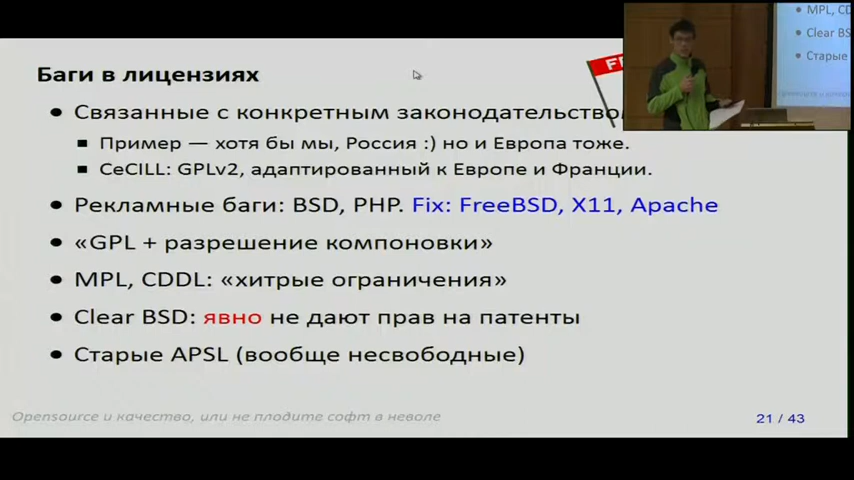 Баги в лицензиях
Связанные с конкретным законодательством
Пример — хотя бы мы, Россия :) но и Европа тоже.
CeCILL: GPLv2, адаптированный к Европе и Франции.
Рекламные баги: BSD, PHP. Fix: FreeBSD, X11, Apache
«GPL + разрешение компоновки»
MPL, CDDL: «хитрые ограничения»
Clear BSD: явно не дают прав на патенты
Старые APSL (вообще несвободные)
Opensource и качество, или не плодите софт в неволе
21 / 43
MPL, CD
Clear BS
Старые